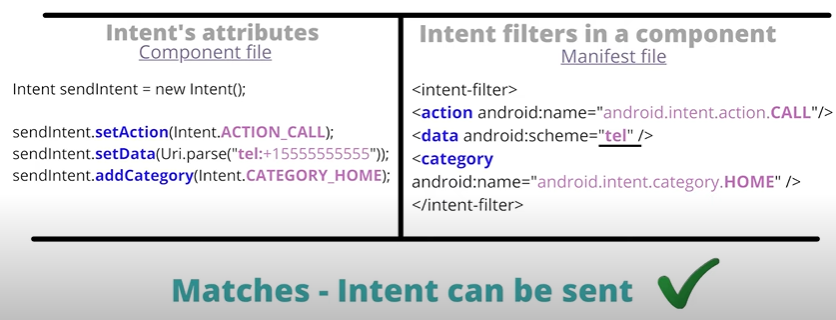 Intent's attributes
Component file
Intent sendIntent = new Intent();
sendIntent.setAction(Intent.ACTION_CALL);
sendIntent.setData(Uri.parse("tel:+15555555555"));
sendIntent.addCategory(Intent.CATEGORY_HOME);
Intent filters in a component
Manifest file
<intent-filter>
<action android:name="android.intent.action.CALL"/>
<data android:scheme="tel" />
<category
android:name="android.intent.category.HOME" />
</intent-filter>
Matches - Intent can be sent